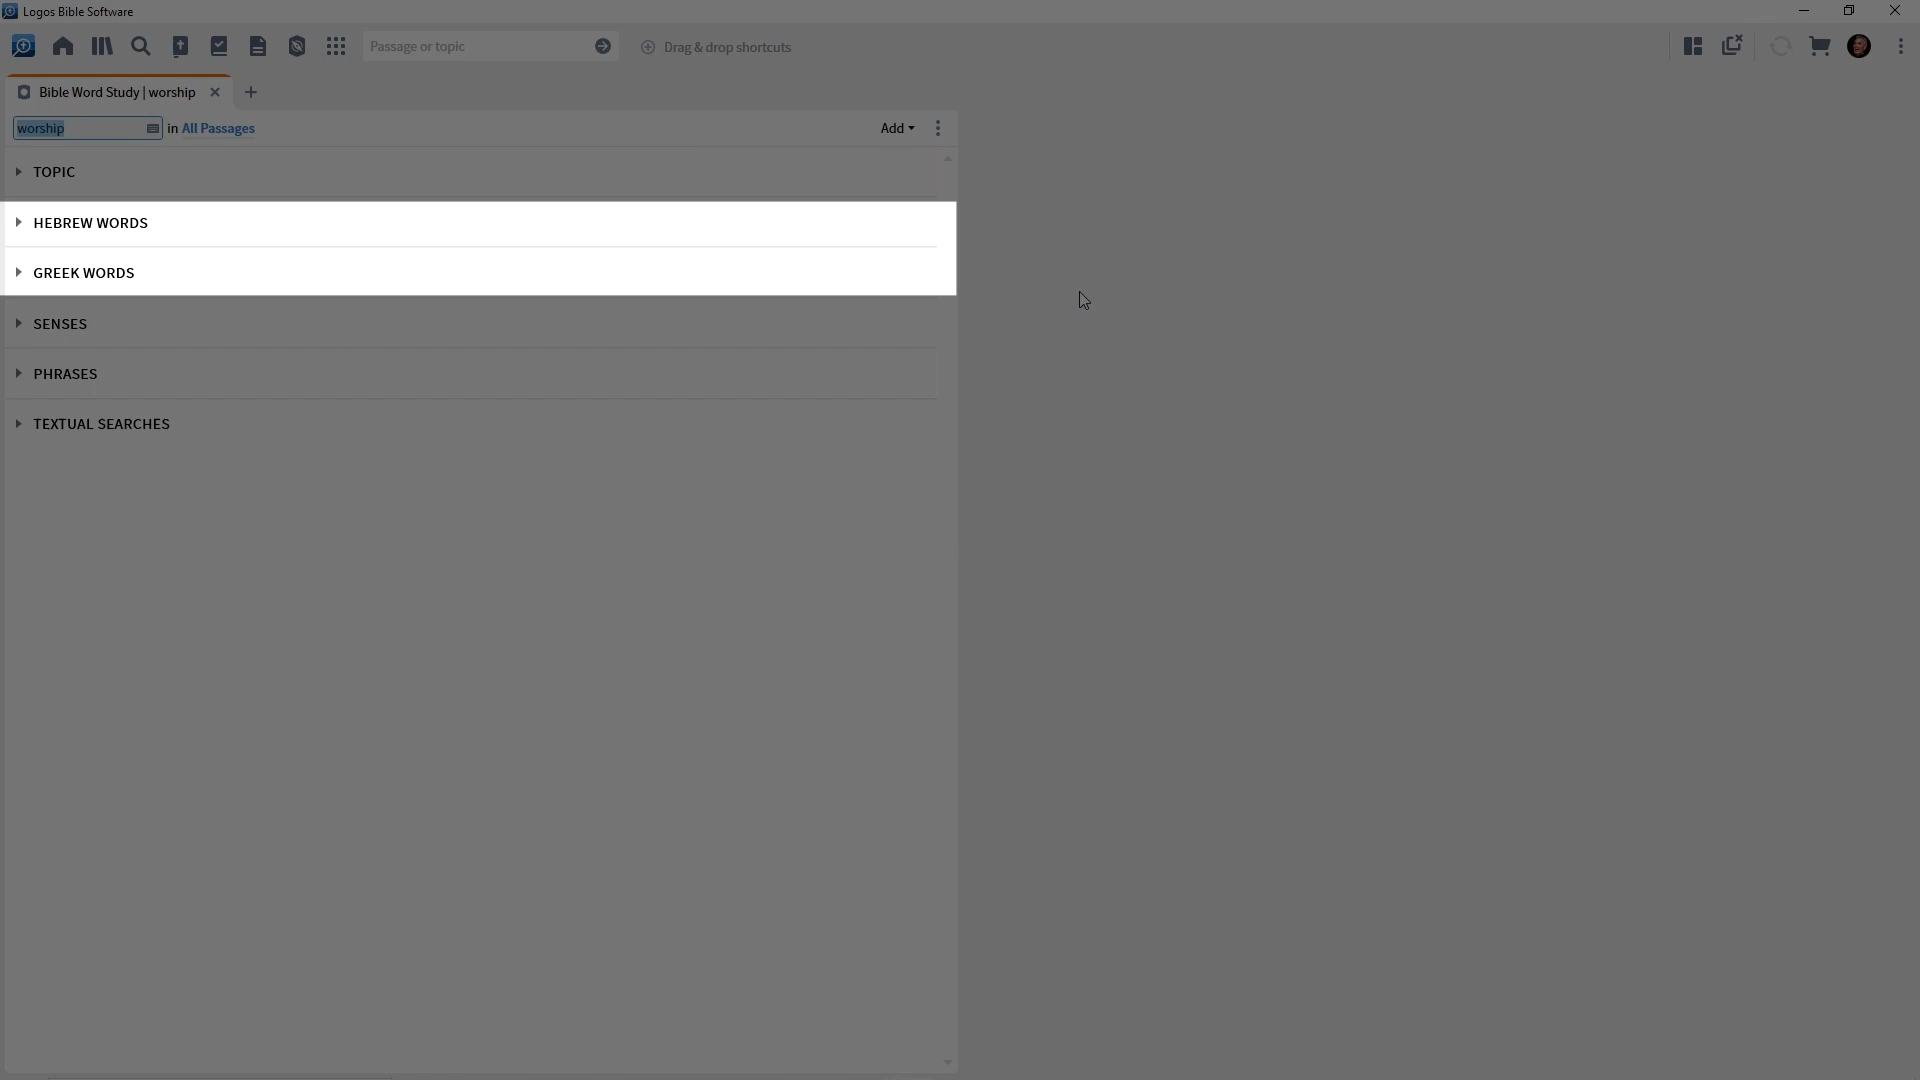 Logos Bible Software
Passage or topic
Drag & drop shortcuts
Bible Word Study | worship
worship in All Passages Add
TOPIC
HEBREW WORDS
GREEK WORDS
SENSES
PHRASES
TEXTUAL SEARCHES